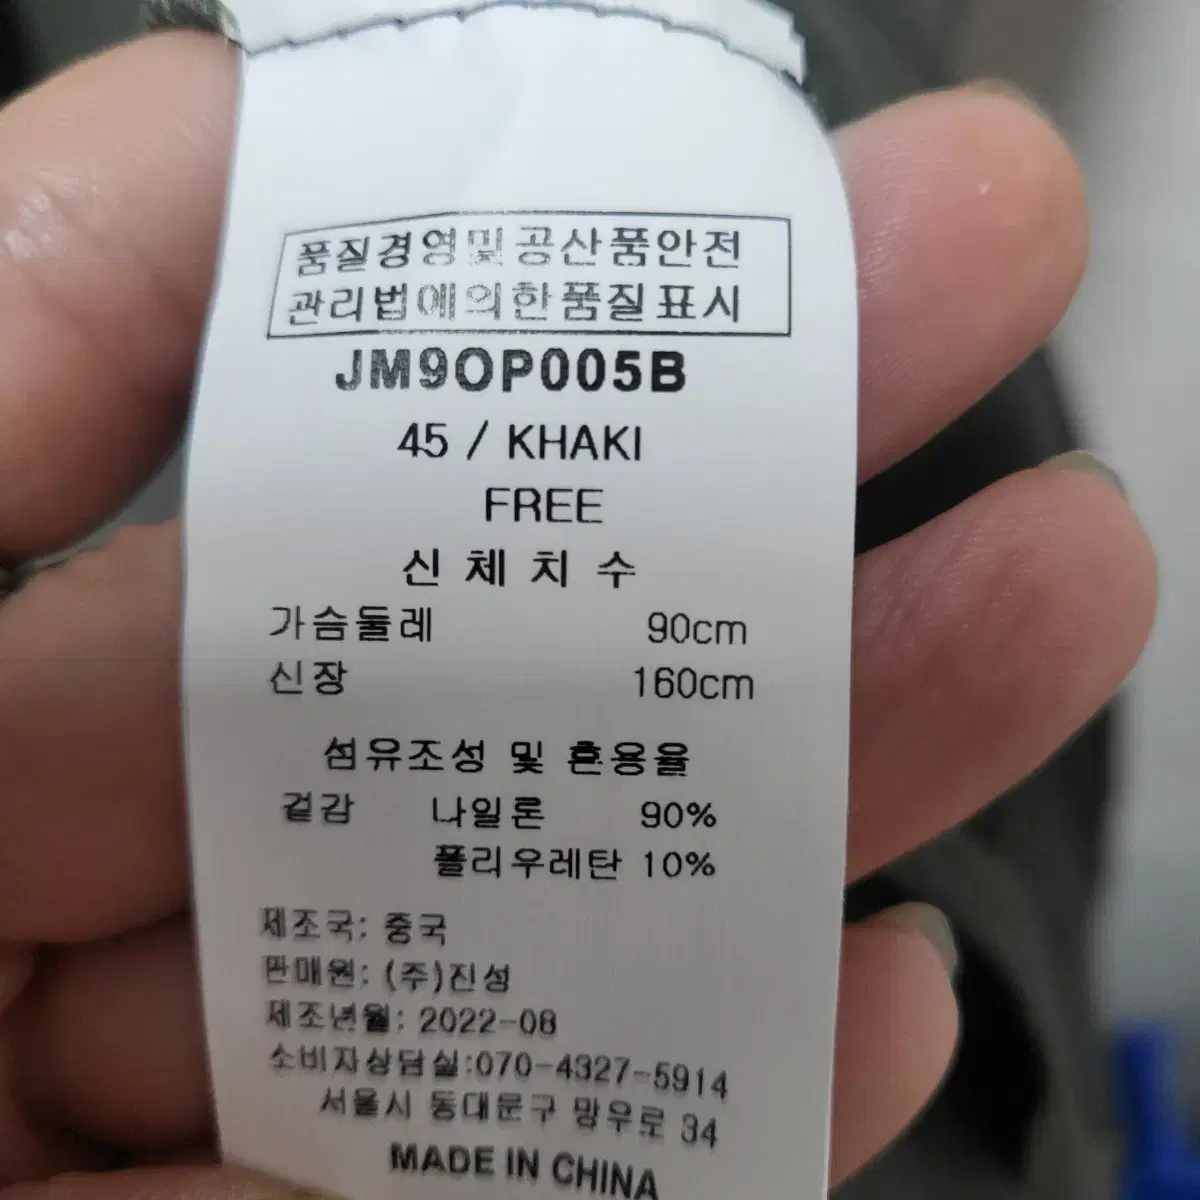 품질경영및공산품안전
관리법에의한품질표시
JM9OP005B
45 / KHAKI
FREE
신체치수
가슴둘레 90cm
신장 160cm
섬유조성 및 혼용율
겉감 나일론 90%
폴리우레탄 10%
제조국: 중국
판매원: (주)진성
제조년월: 2022-08
소비자상담실:070-4327-5914
서울시 동대문구 망우로 34
MADE IN CHINA